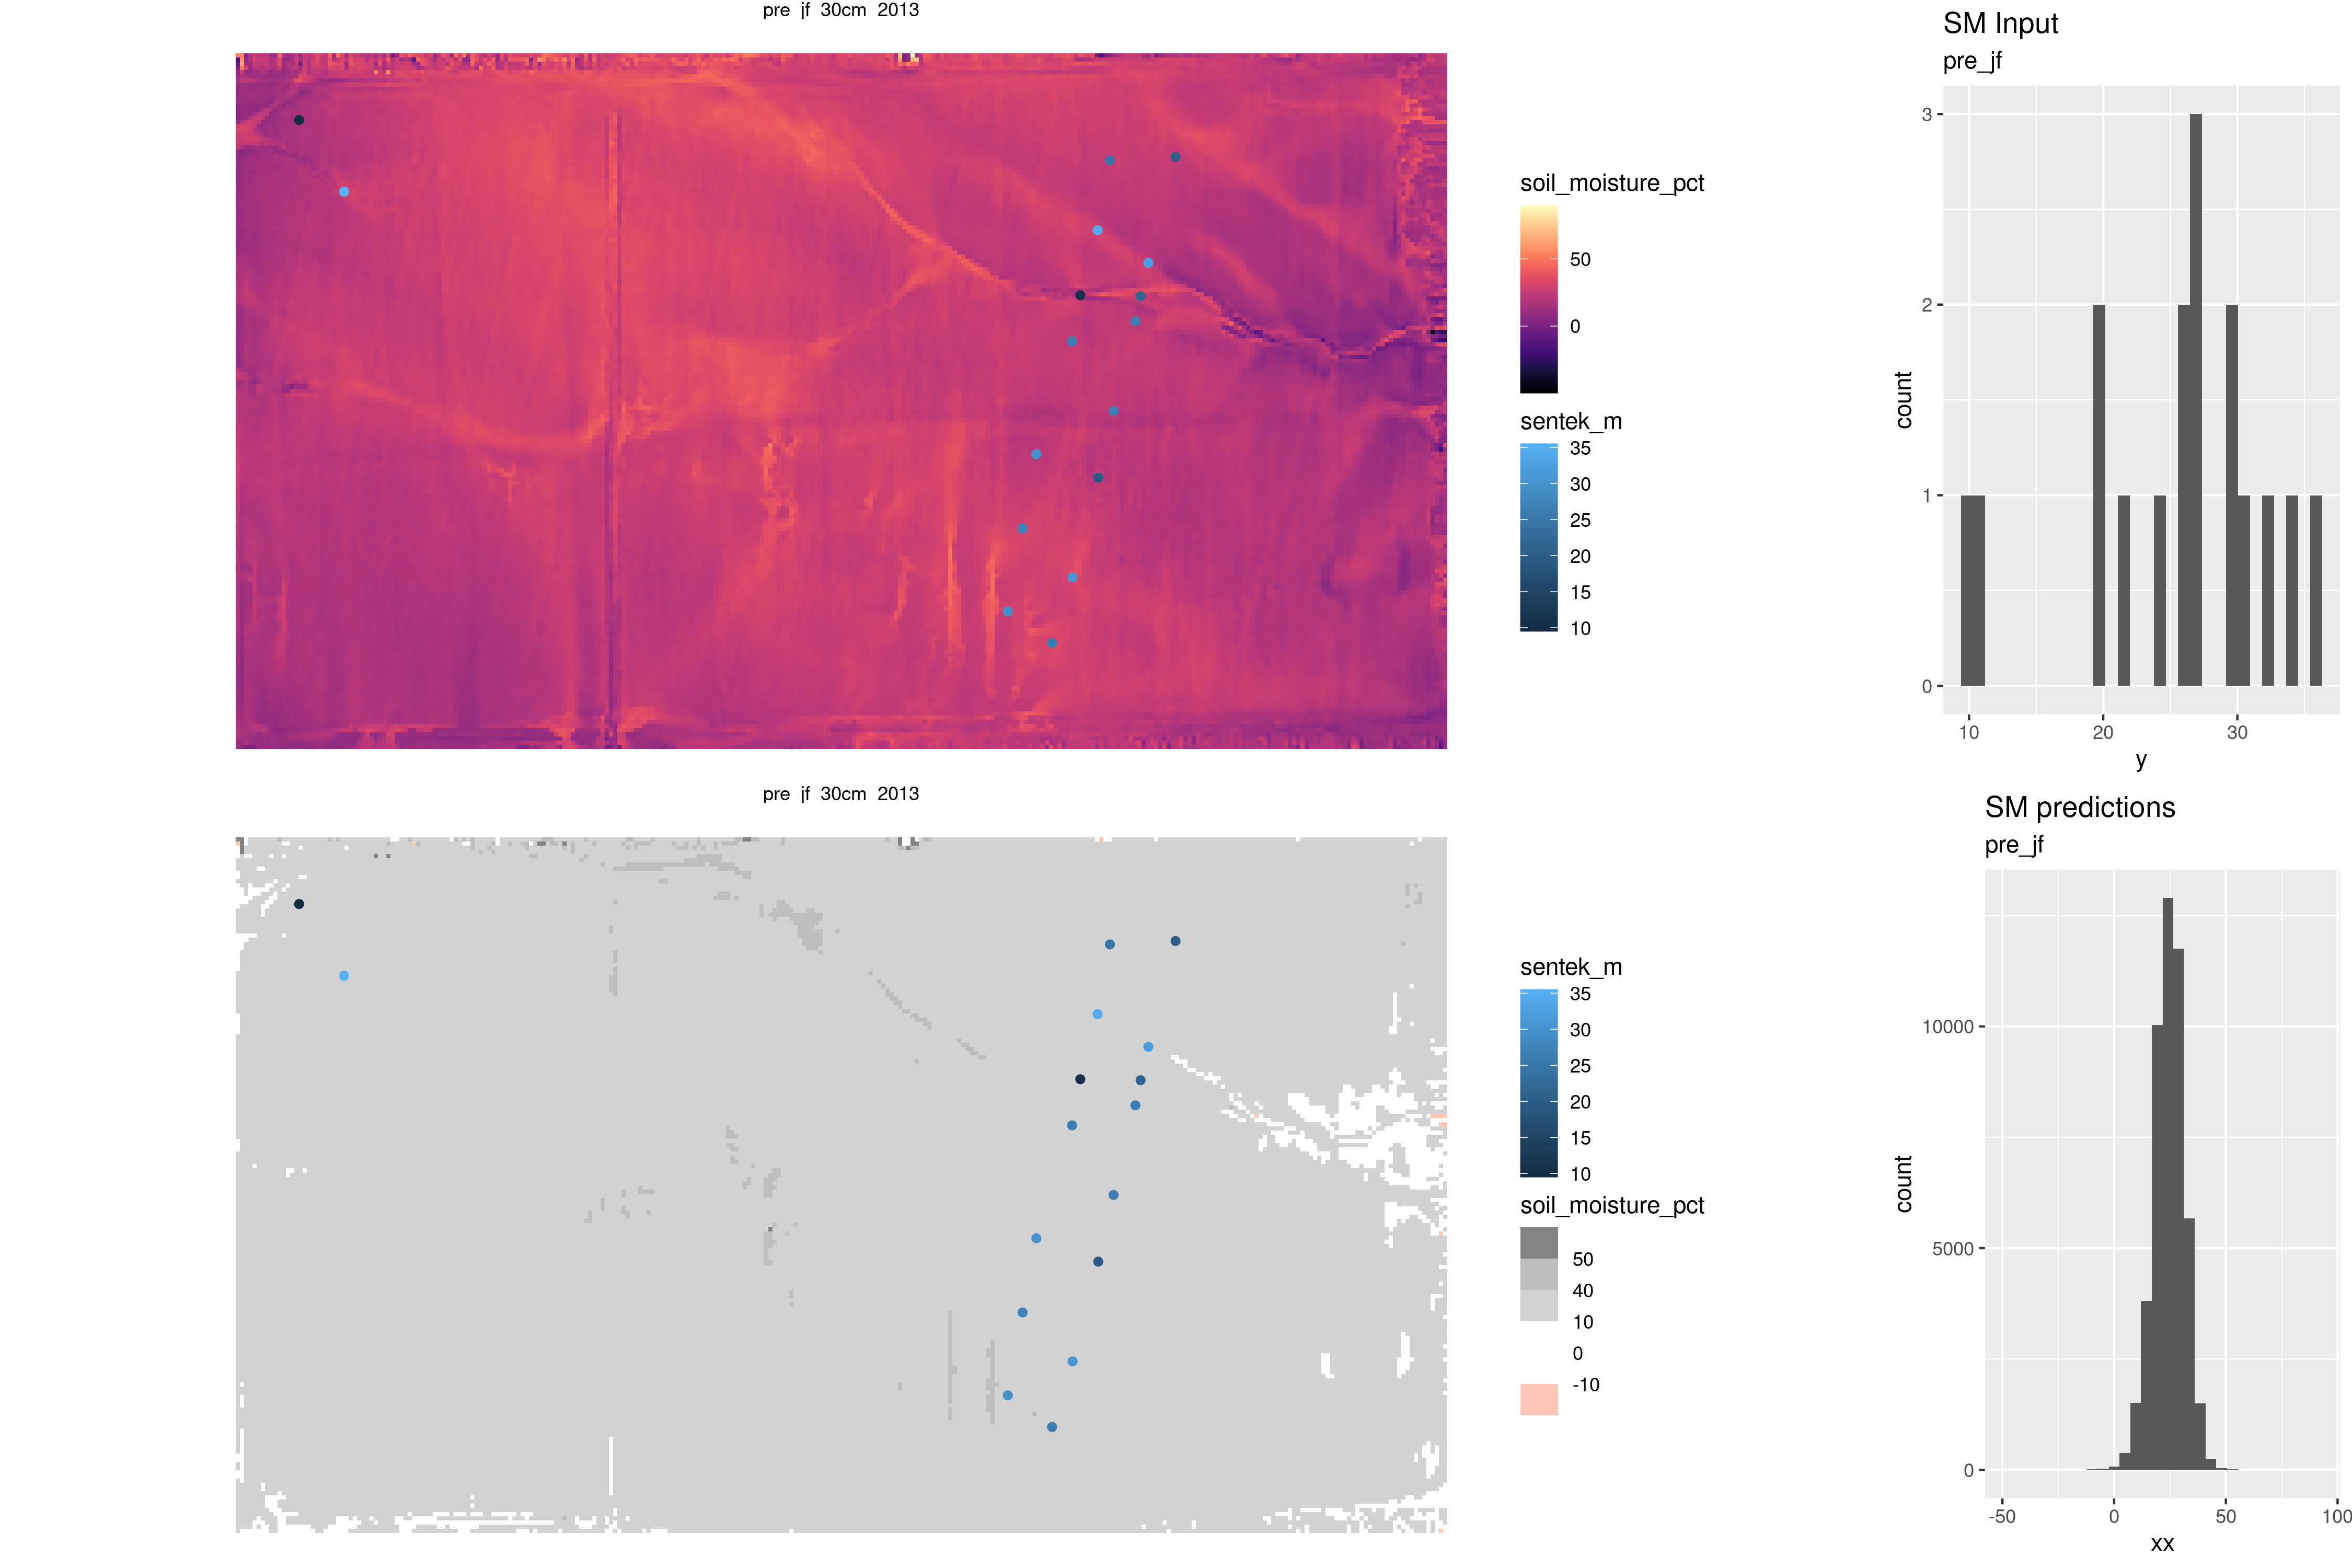 pre jf 30cm 2013
soil_moisture_pct
50
0
sentek_m
35
30
25
20
15
10
SM Input
pre_jf
count
3
2
1
0
10 20 30
y
pre jf 30cm 2013
sentek_m
35
30
25
20
15
10
soil_moisture_pct
50
40
10
0
-10
SM predictions
pre_jf
count
10000
5000
0
-50 0 50 100
xx